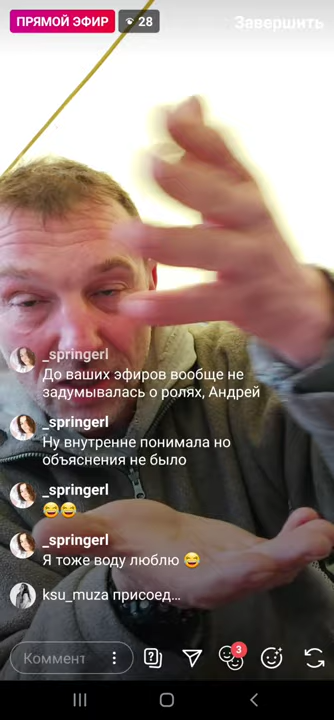 ПРЯМОЙ ЭФИР 28 Завершить
_springerl
До ваших эфиров вообще не
задумывалась о ролях, Андрей
_springerl
Ну внутренне понимала но
объяснения не было
_springerl
😂😂
_springerl
Я тоже воду люблю 😂
ksu_muza присоед...
Коммент
3